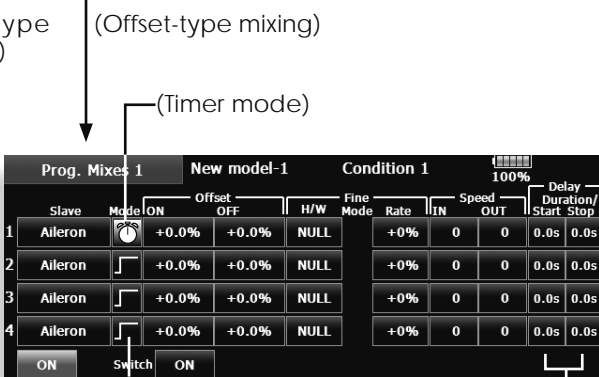 ype (Offset-type mixing)
)
(Timer mode)
Prog. Mixes 1 New model-1 Condition 1 100%
Delay
Offset Fine Speed Duration/
Slave Mode ON OFF H/W Mode Rate IN OUT Start Stop
1 Aileron +0.0% +0.0% NULL +0% 0 0 0.0s 0.0s
2 Aileron +0.0% +0.0% NULL +0% 0 0 0.0s 0.0s
3 Aileron +0.0% +0.0% NULL +0% 0 0 0.0s 0.0s
4 Aileron +0.0% +0.0% NULL +0% 0 0 0.0s 0.0s
ON Switch ON